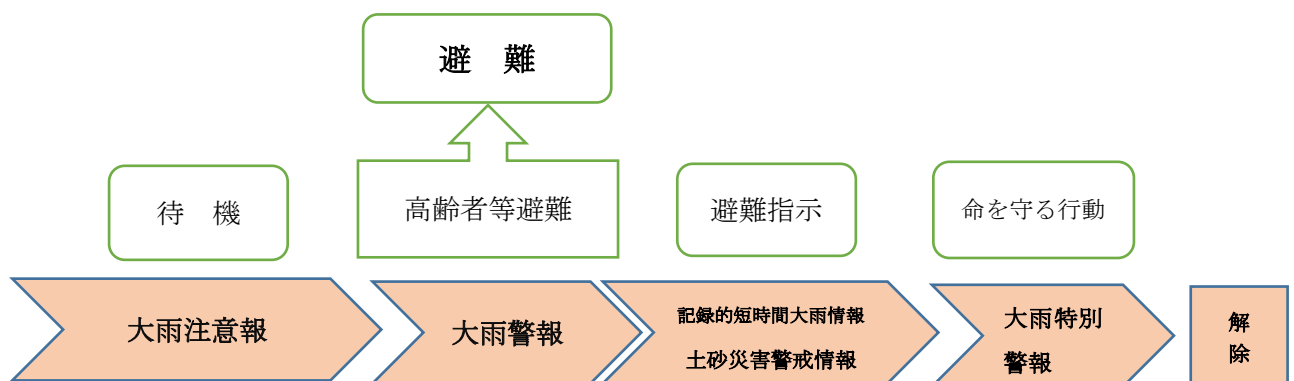 避　難
待　機
高齢者等避難
避難指示
命を守る行動
大雨注意報
大雨警報
記録的短時間大雨情報
土砂災害警戒情報
大雨特別
警報
解
除